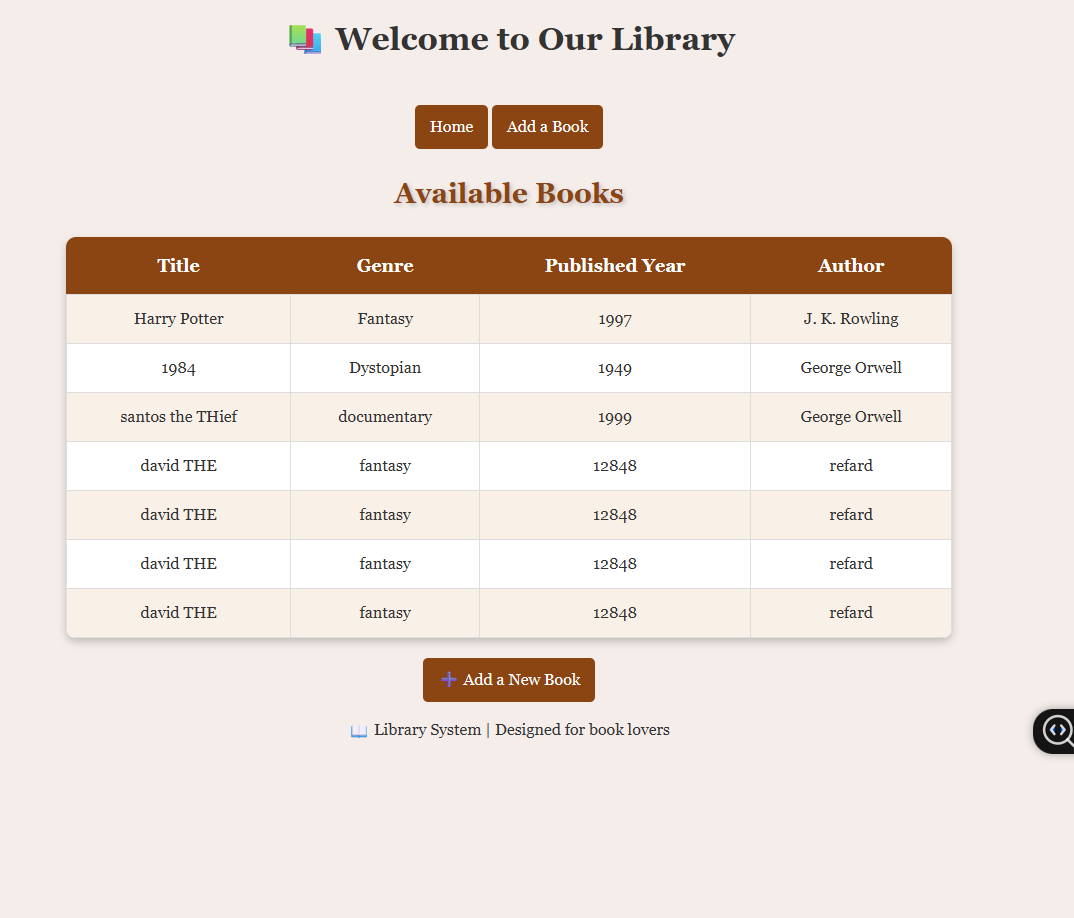 📚 Welcome to Our Library
Home Add a Book
Available Books
Title Genre Published Year Author
Harry Potter Fantasy 1997 J. K. Rowling
1984 Dystopian 1949 George Orwell
santos the THief documentary 1999 George Orwell
david THE fantasy 12848 refard
david THE fantasy 12848 refard
david THE fantasy 12848 refard
david THE fantasy 12848 refard
➕ Add a New Book
📖 Library System | Designed for book lovers